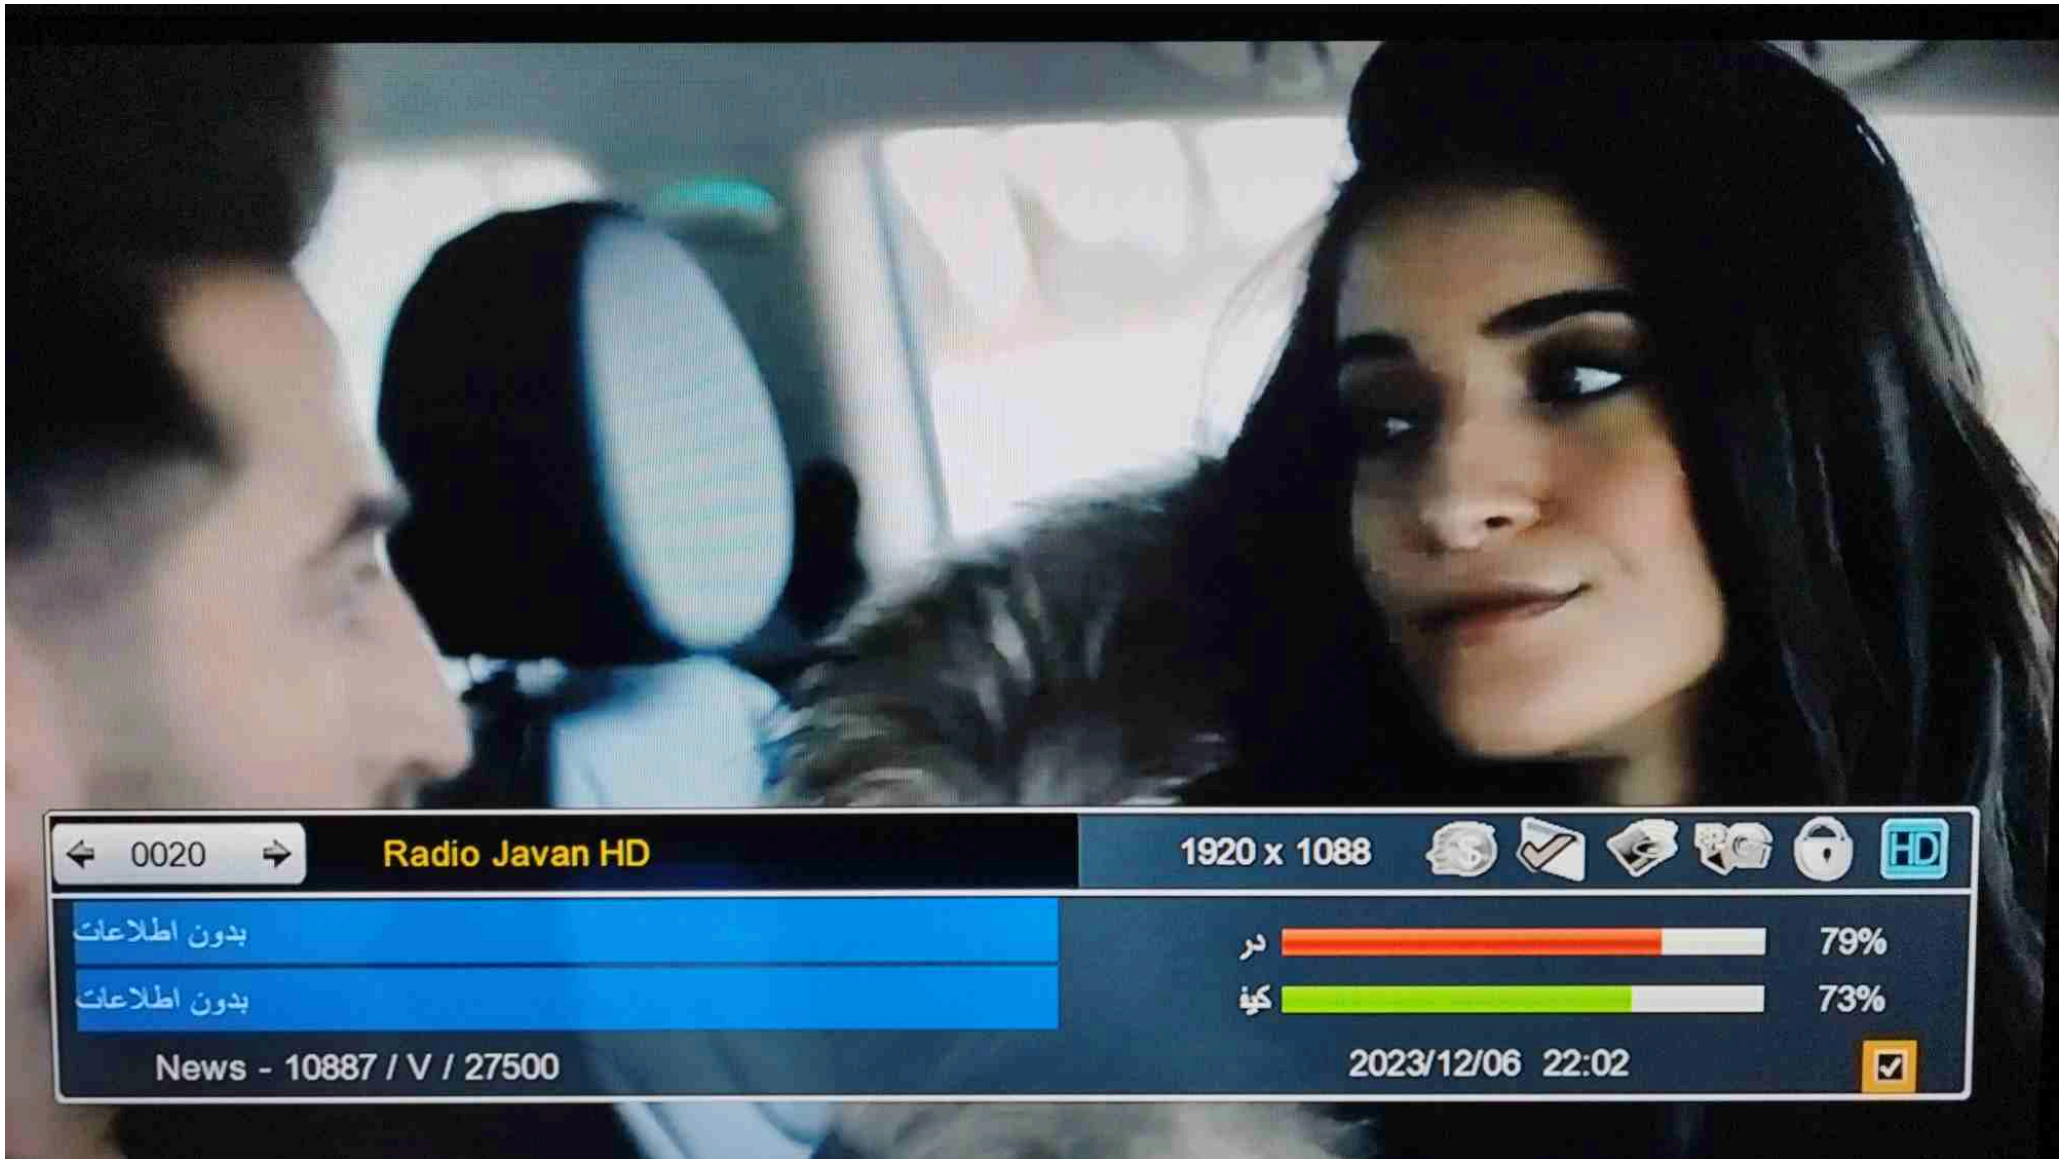 0020
Radio Javan HD
1920 x 1088
HD
بدون اطلاعات
در
79%
بدون اطلاعات
كيف
73%
News - 10887 / V / 27500
2023/12/06 22:02